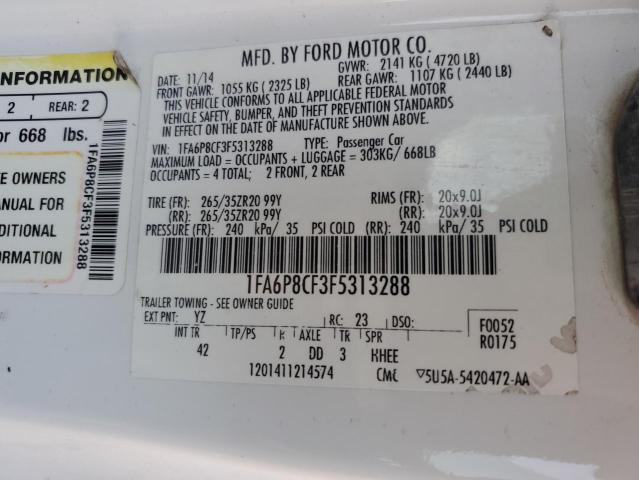 MFD. BY FORD MOTOR CO.
DATE: 11/14 GVWR: 2141 KG ( 4720 LB)
FRONT GAWR: 1055 KG ( 2325 LB) REAR GAWR: 1107 KG ( 2440 LB)
THIS VEHICLE CONFORMS TO ALL APPLICABLE FEDERAL MOTOR
VEHICLE SAFETY, BUMPER, AND THEFT PREVENTION STANDARDS
IN EFFECT ON THE DATE OF MANUFACTURE SHOWN ABOVE.
VIN: 1FA6P8CF3F5313288 TYPE: Passenger Car
MAXIMUM LOAD = OCCUPANTS + LUGGAGE = 303KG/ 668LB
OCCUPANTS = 4 TOTAL; 2 FRONT, 2 REAR
TIRE (FR): 265/35ZR20 99Y RIMS (FR): 20x9.0J
(RR): 265/35ZR20 99Y (RR): 20x9.0J
PRESSURE (FR): 240 kPa/ 35 PSI COLD (RR): 240 kPa/ 35 PSI COLD
1FA6P8CF3F5313288
TRAILER TOWING - SEE OWNER GUIDE
EXT PNT: YZ RC: 23 DSO: F0052
INT TR TP/PS R AXLE TR SPR R0175
42 2 DD 3 KHEE
1201411214574 CMC ▽5U5A-5420472-AA
INFORMATION
2 REAR: 2
or 668 lbs.
OWNERS
MANUAL FOR
INFORMATION
1FA6P8CF3F5313288